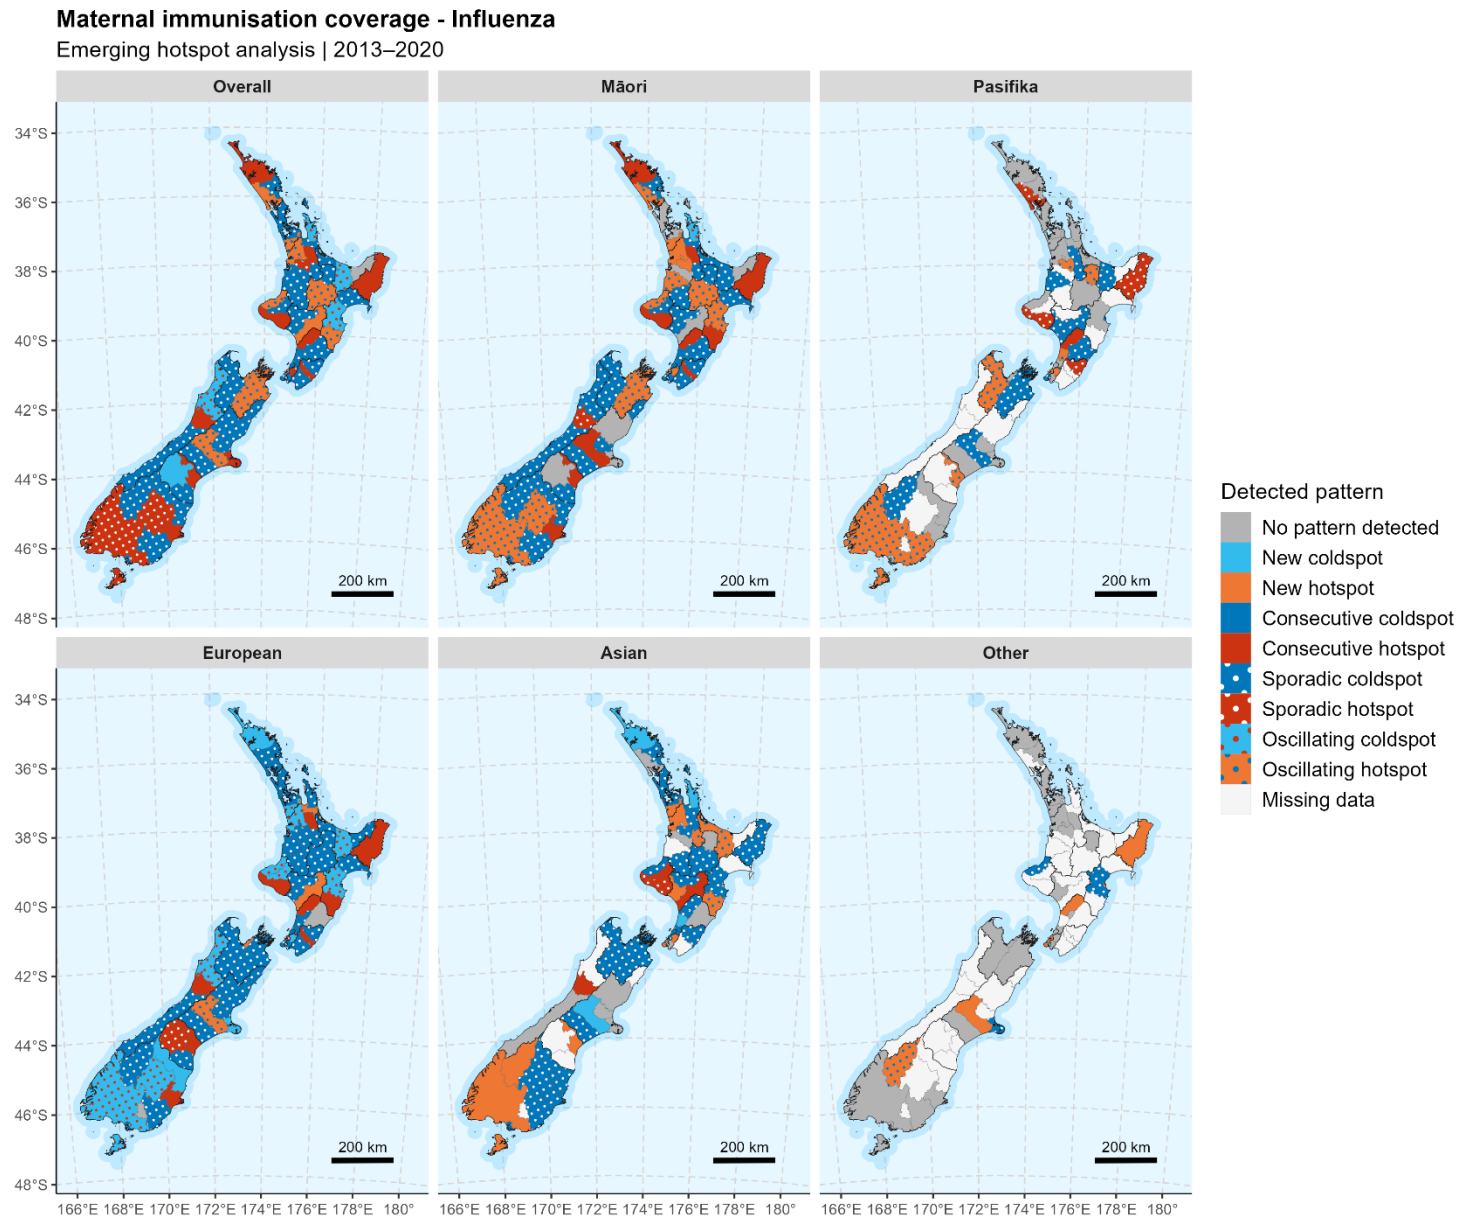 Maternal immunisation coverage - Influenza
Emerging hotspot analysis | 2013–2020
Overall
Māori
Pasifika
34°S
36°S
38°S
40°S
42°S
44°S
46°S
48°S
200 km
200 km
200 km
European
Asian
Other
34°S
36°S
38°S
40°S
42°S
44°S
46°S
48°S
200 km
200 km
200 km
166°E 168°E 170°E 172°E 174°E 176°E 178°E 180°
166°E 168°E 170°E 172°E 174°E 176°E 178°E 180°
166°E 168°E 170°E 172°E 174°E 176°E 178°E 180°
Detected pattern
No pattern detected
New coldspot
New hotspot
Consecutive coldspot
Consecutive hotspot
Sporadic coldspot
Sporadic hotspot
Oscillating coldspot
Oscillating hotspot
Missing data